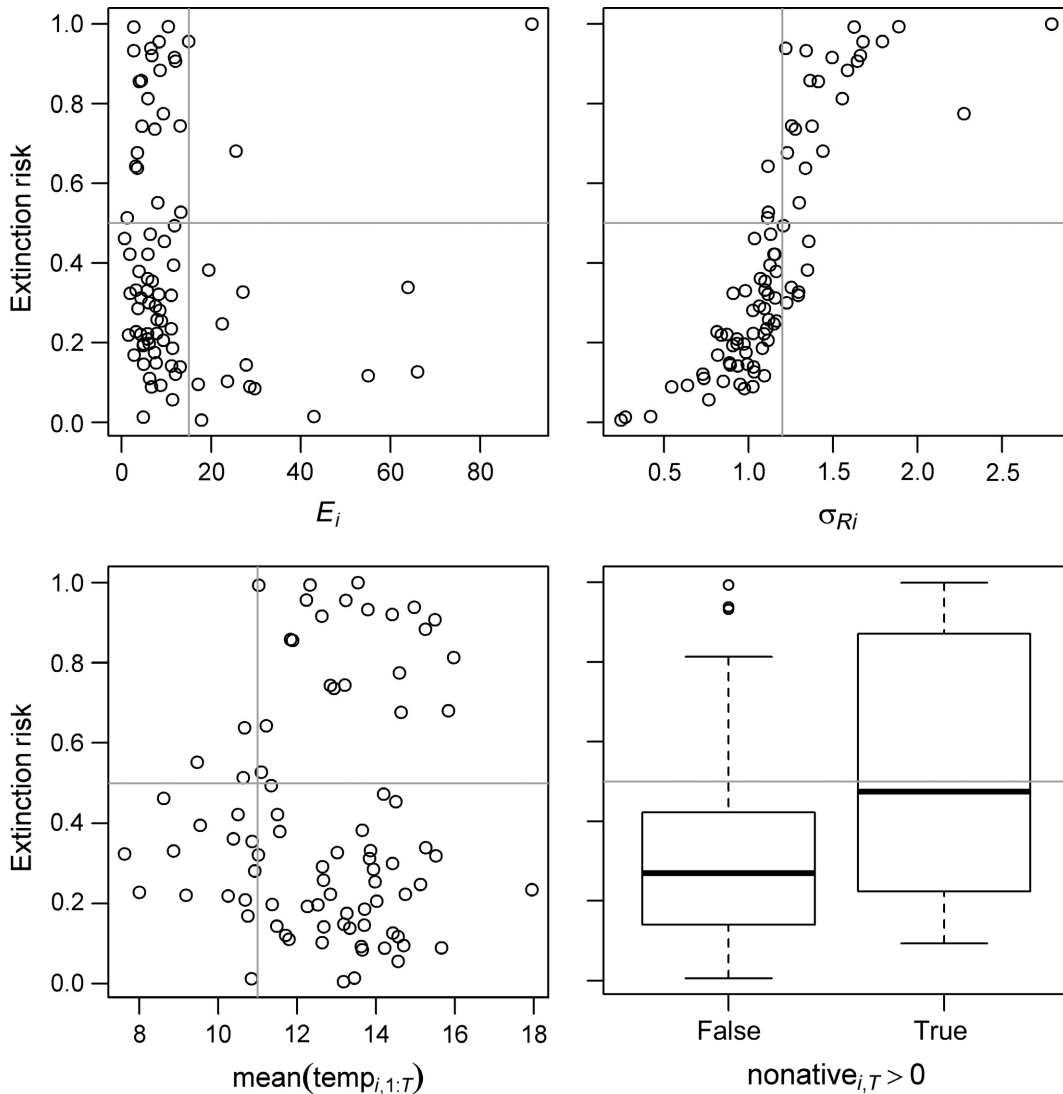 Extinction risk
1.0
0.8
0.6
0.4
0.2
0.0
0 20 40 60 80
E_i
0.5 1.0 1.5 2.0 2.5
σ_Ri
Extinction risk
1.0
0.8
0.6
0.4
0.2
0.0
8 10 12 14 16 18
mean(temp_i,1:T)
False True
nonative_i,T > 0